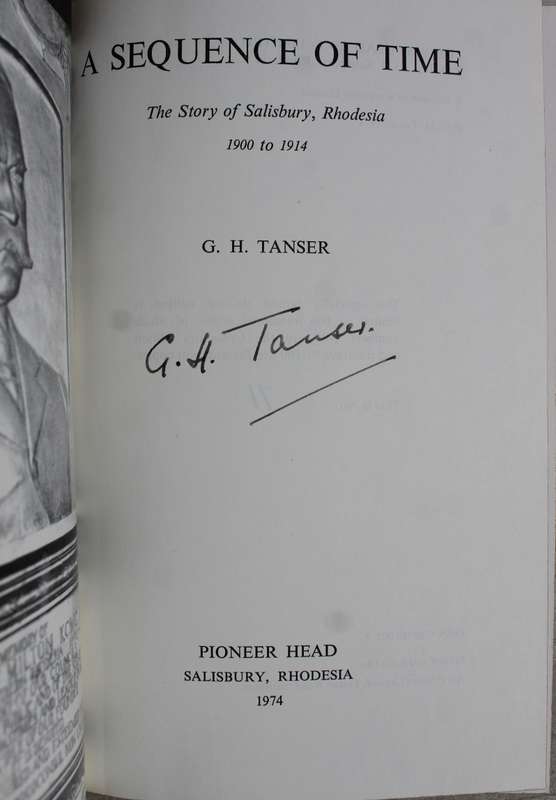 A SEQUENCE OF TIME
The Story of Salisbury, Rhodesia
1900 to 1914
G. H. TANSER
G.H. Tanser.
PIONEER HEAD
SALISBURY, RHODESIA
1974